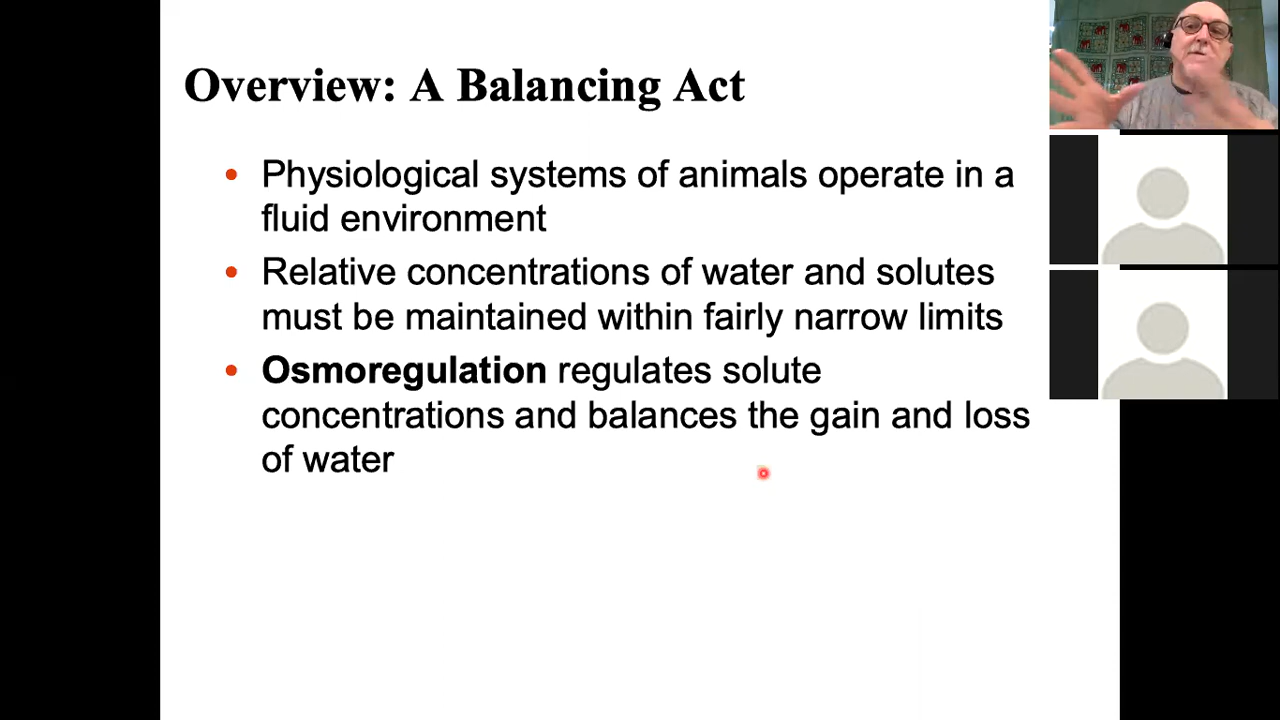 Overview: A Balancing Act
• Physiological systems of animals operate in a
fluid environment
• Relative concentrations of water and solutes
must be maintained within fairly narrow limits
• Osmoregulation regulates solute
concentrations and balances the gain and loss
of water